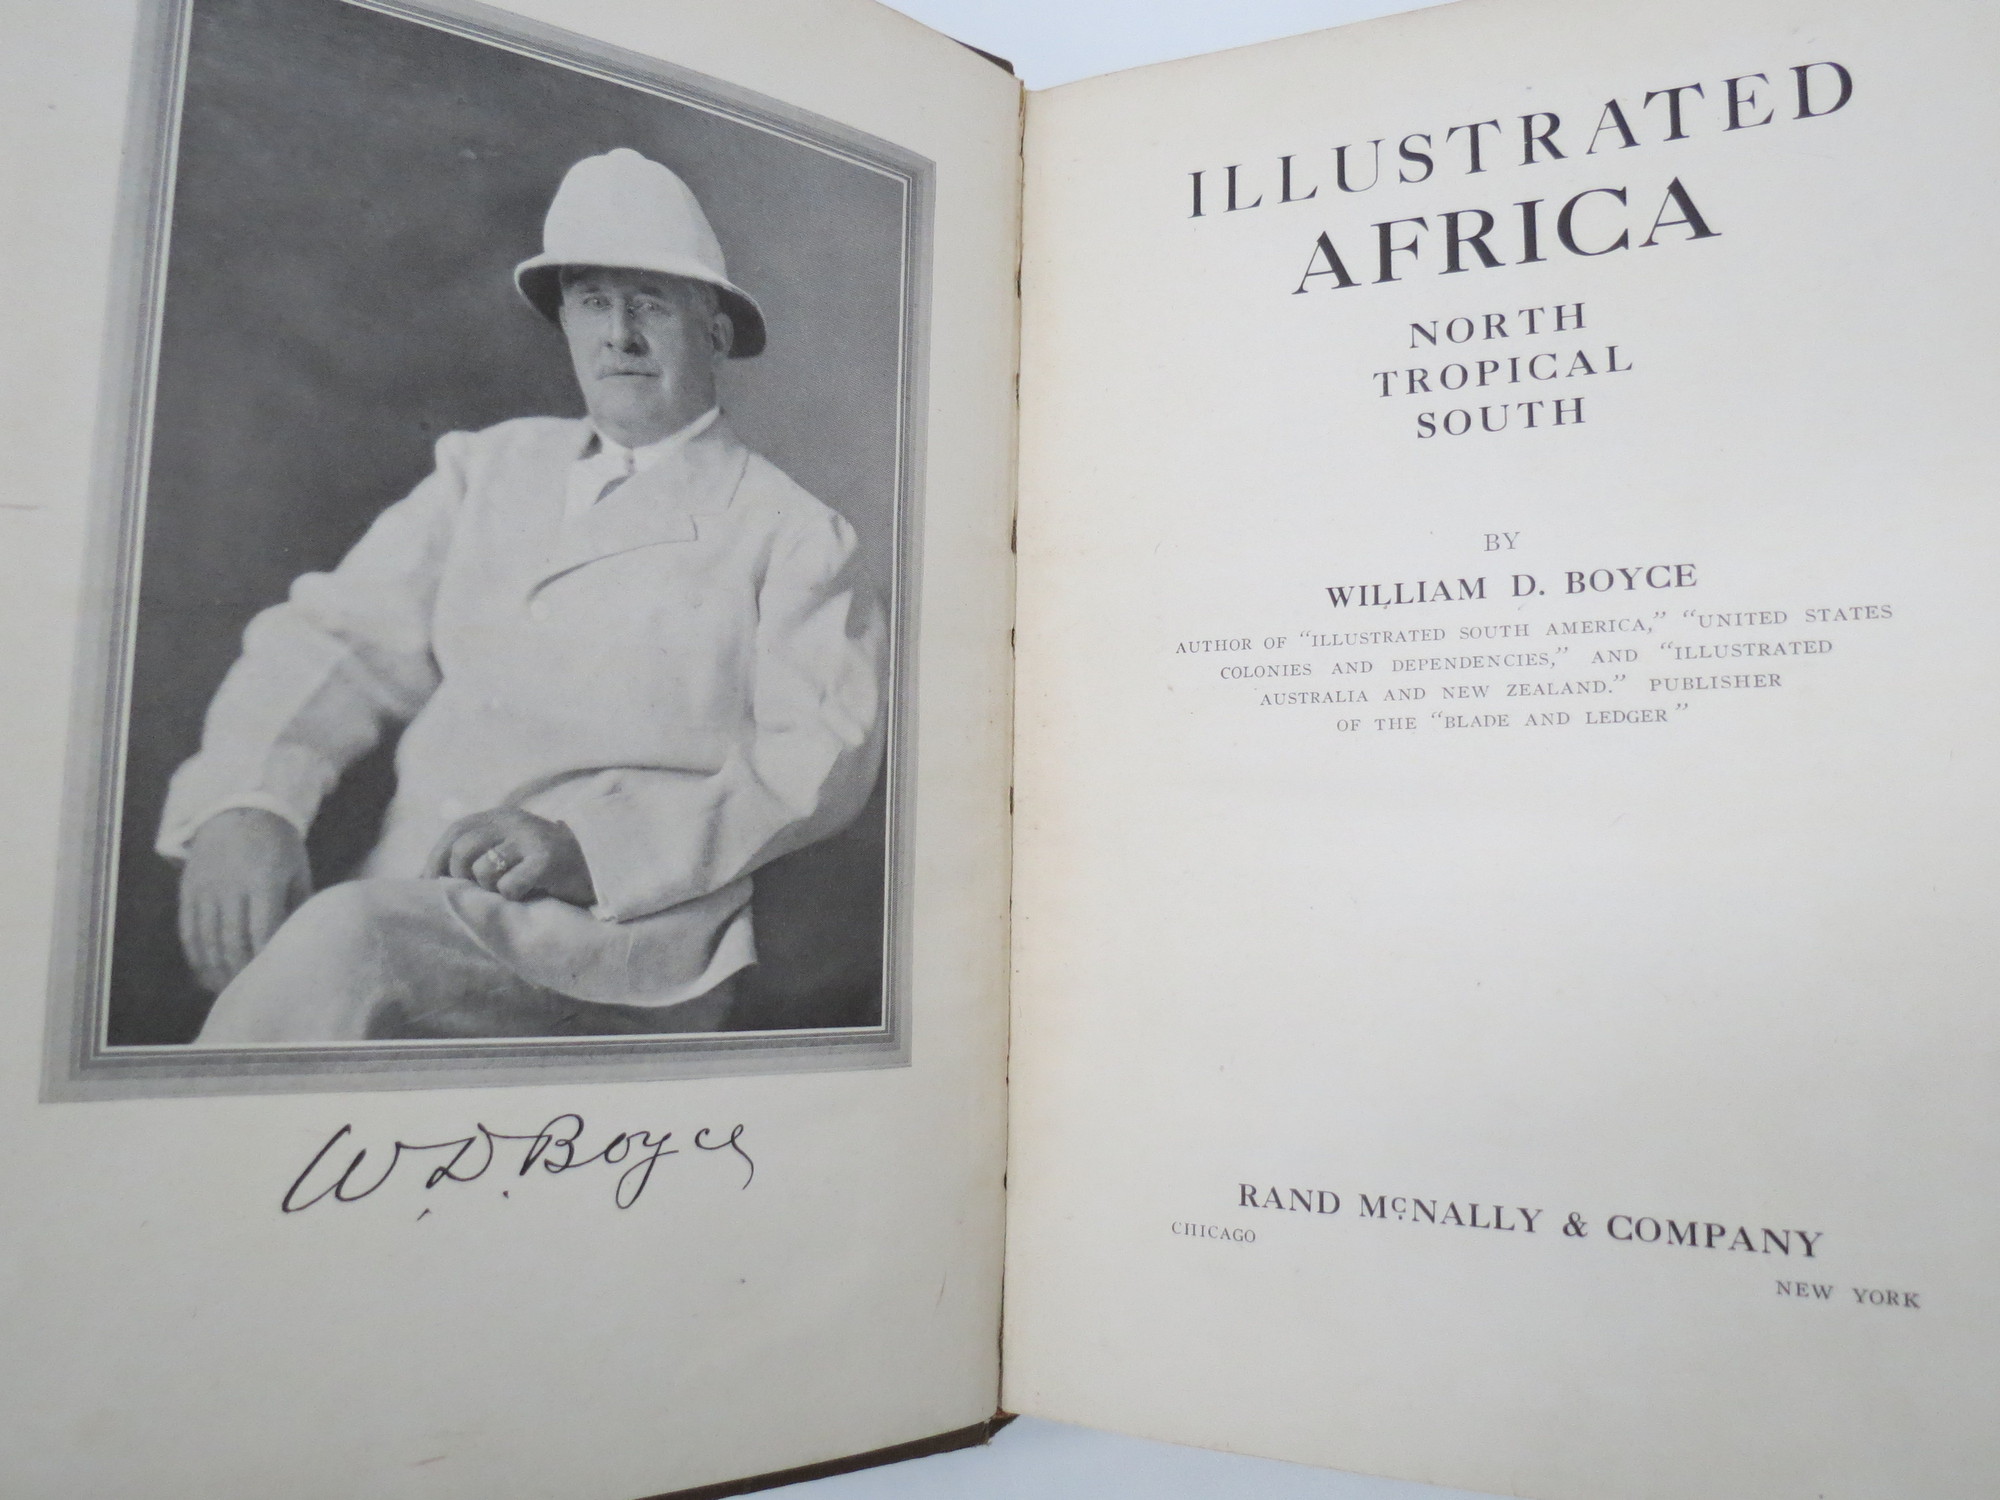 W. D. Boyce
ILLUSTRATED
AFRICA
NORTH
TROPICAL
SOUTH
BY
WILLIAM D. BOYCE
AUTHOR OF “ILLUSTRATED SOUTH AMERICA,” “UNITED STATES
COLONIES AND DEPENDENCIES,” AND “ILLUSTRATED
AUSTRALIA AND NEW ZEALAND.” PUBLISHER
OF THE “BLADE AND LEDGER”
RAND McNALLY & COMPANY
CHICAGO
NEW YORK